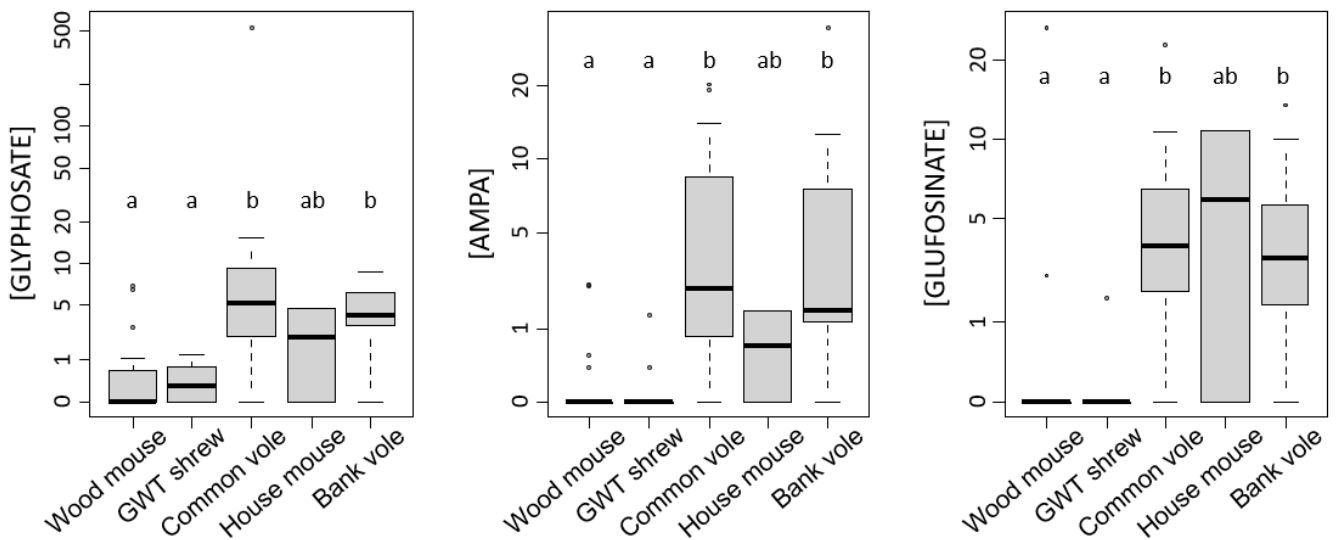 [GLYPHOSATE]
500
100
50
20
10
5
1
0
a a b ab b
Wood mouse
GWT shrew
Common vole
House mouse
Bank vole
[AMPA]
20
10
5
1
0
a a b ab b
Wood mouse
GWT shrew
Common vole
House mouse
Bank vole
[GLUFOSINATE]
20
10
5
1
0
a a b ab b
Wood mouse
GWT shrew
Common vole
House mouse
Bank vole